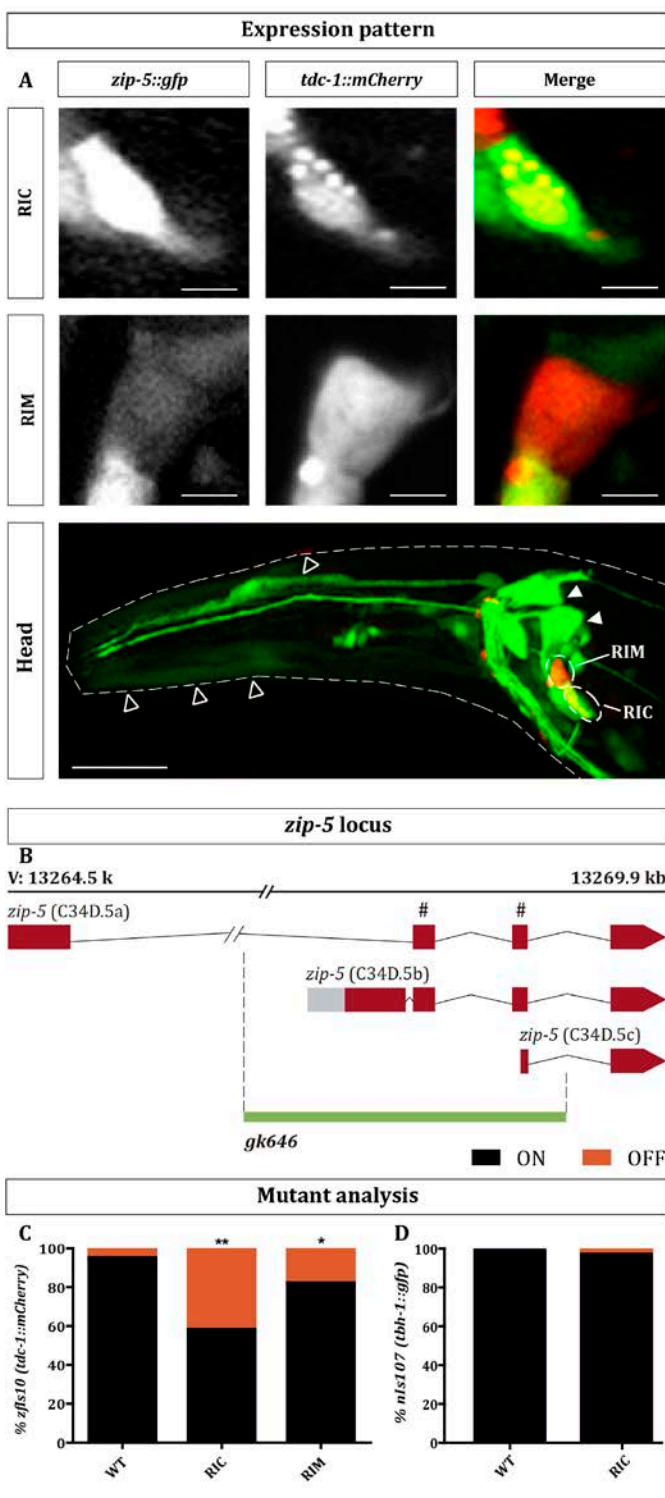 Expression pattern
A
zip-5::gfp
tdc-1::mCherry
Merge
RIC
RIM
Head
RIM
RIC
zip-5 locus
B
V: 13264.5 k
13269.9 kb
zip-5 (C34D.5a)
# #
zip-5 (C34D.5b)
zip-5 (C34D.5c)
gk646
ON OFF
Mutant analysis
C
% zfIs10 (tdc-1::mCherry)
100
80
60
40
20
0
** *
WT RIC RIM
D
% nIs107 (tbh-1::gfp)
100
80
60
40
20
0
WT RIC